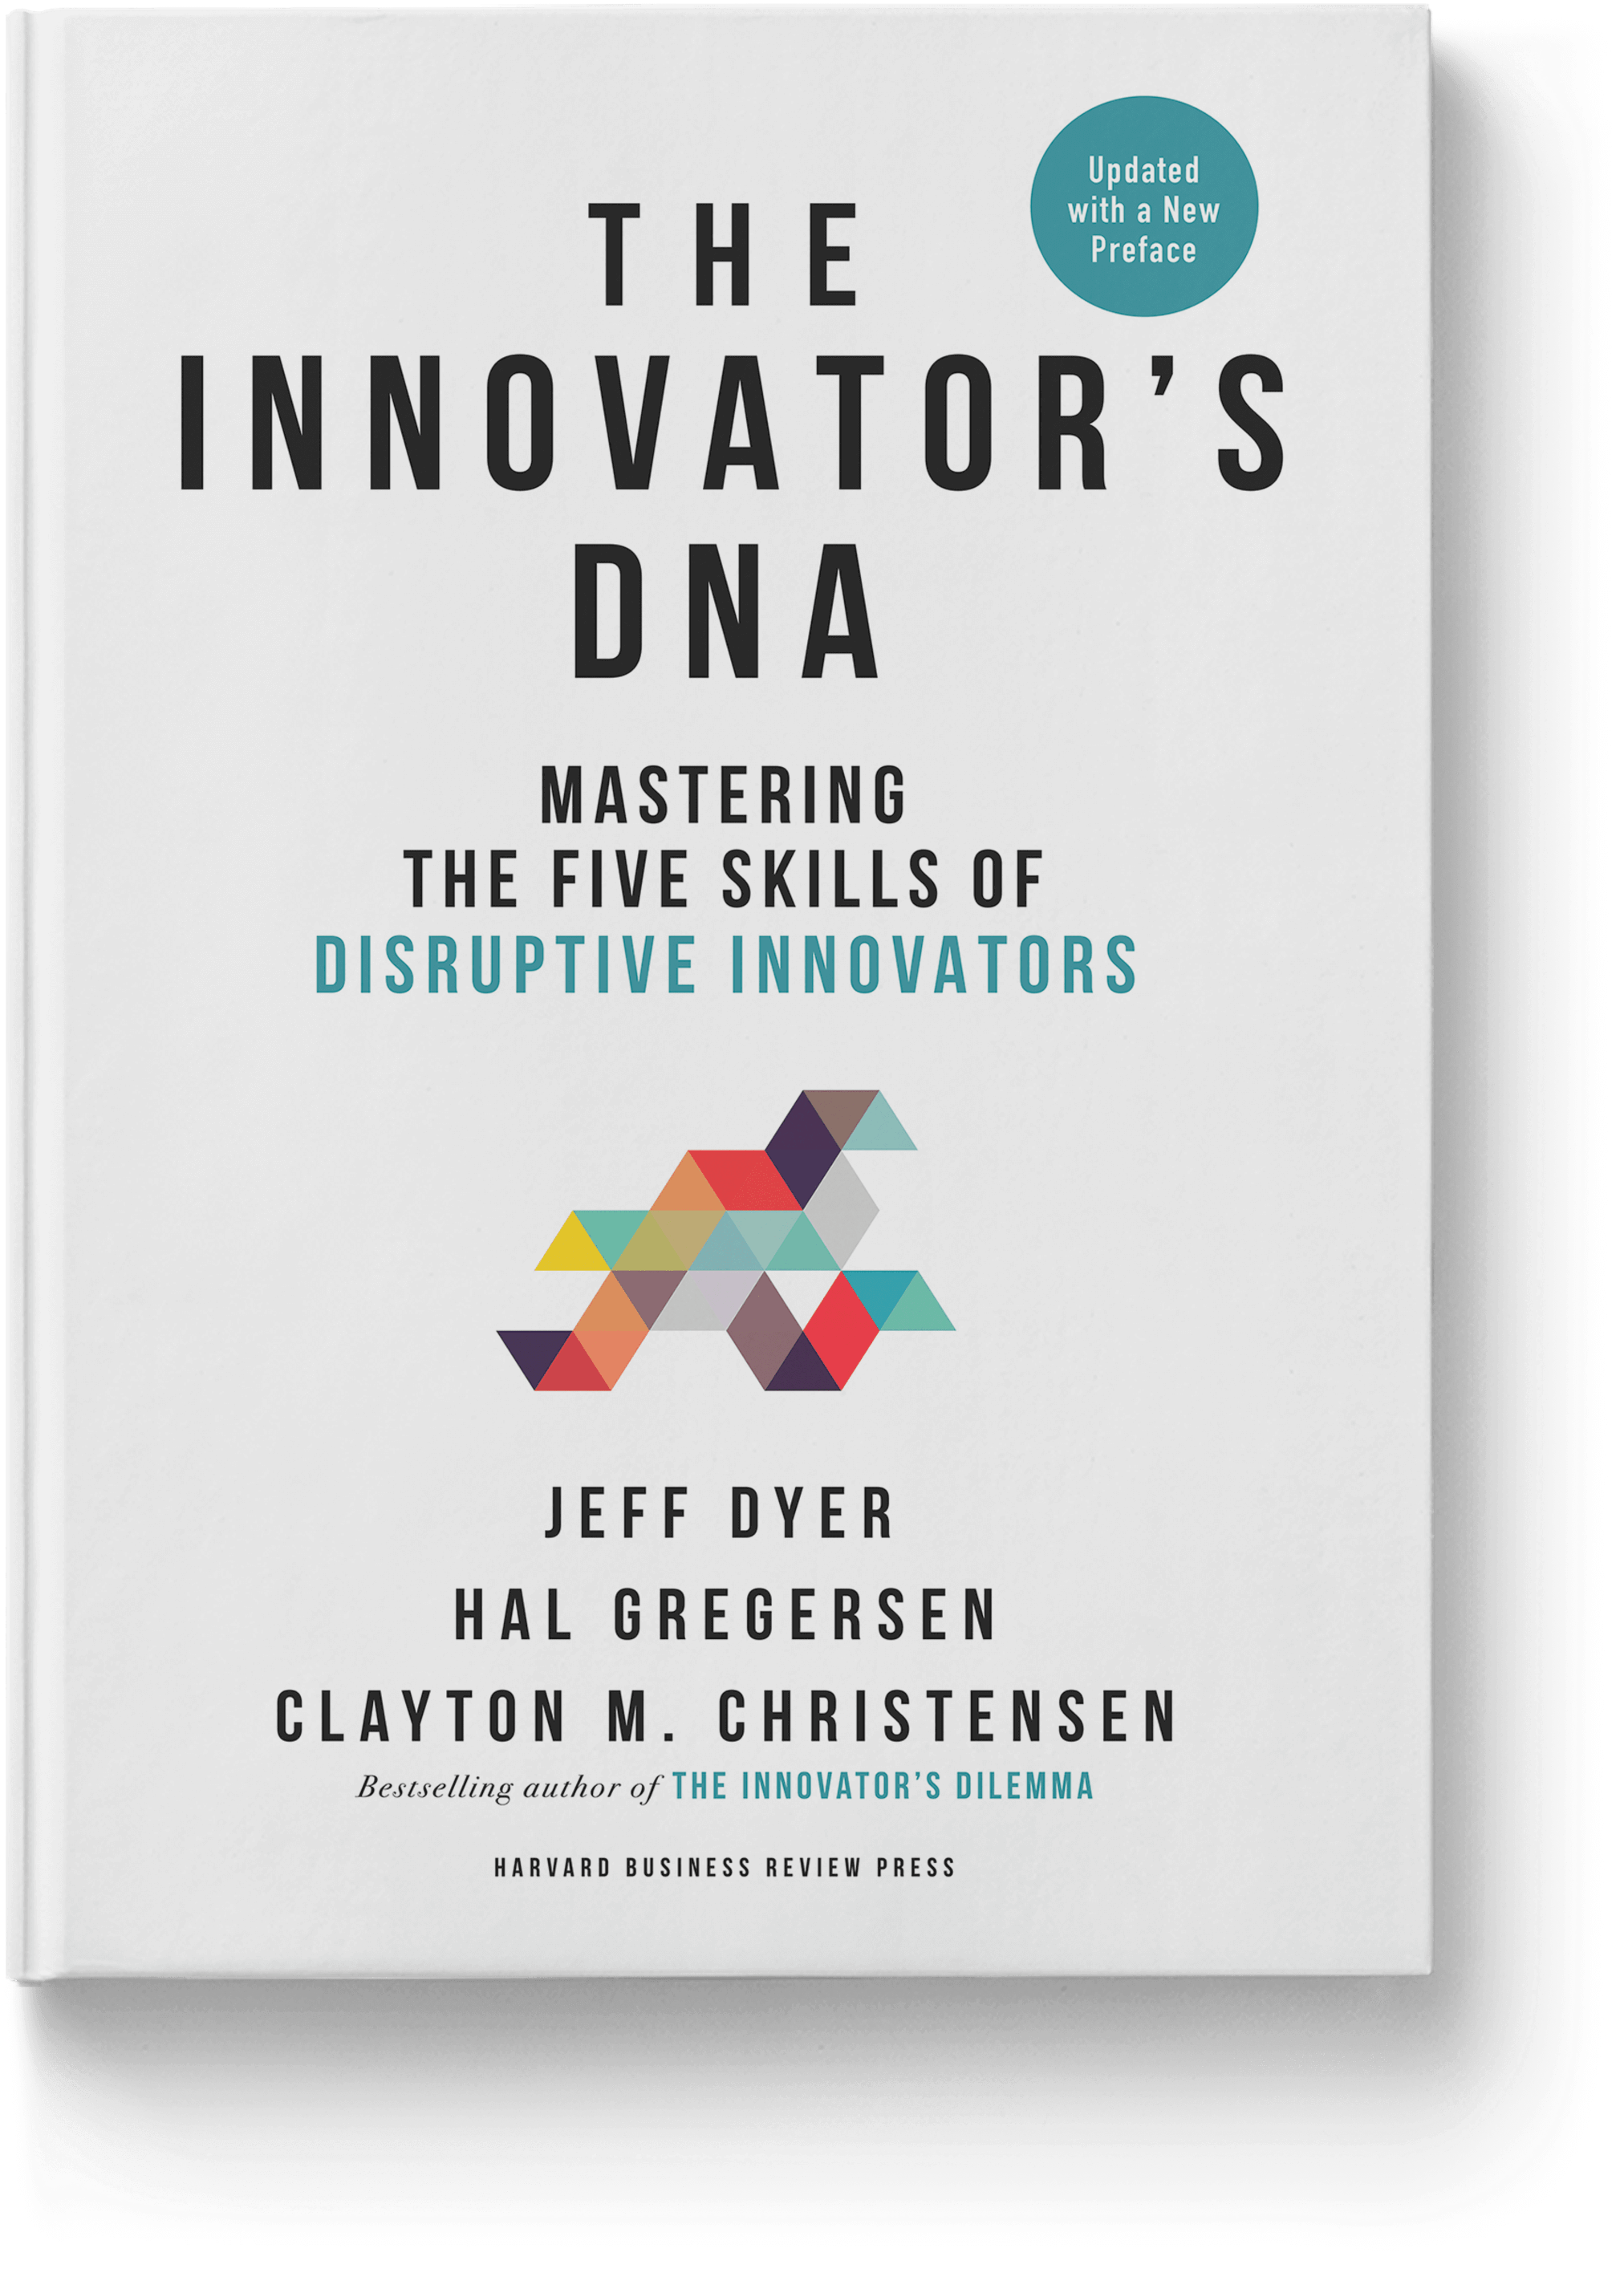 Updated
with a New
Preface
THE
INNOVATOR’S
DNA
MASTERING
THE FIVE SKILLS OF
DISRUPTIVE INNOVATORS
JEFF DYER
HAL GREGERSEN
CLAYTON M. CHRISTENSEN
Bestselling author of THE INNOVATOR’S DILEMMA
HARVARD BUSINESS REVIEW PRESS